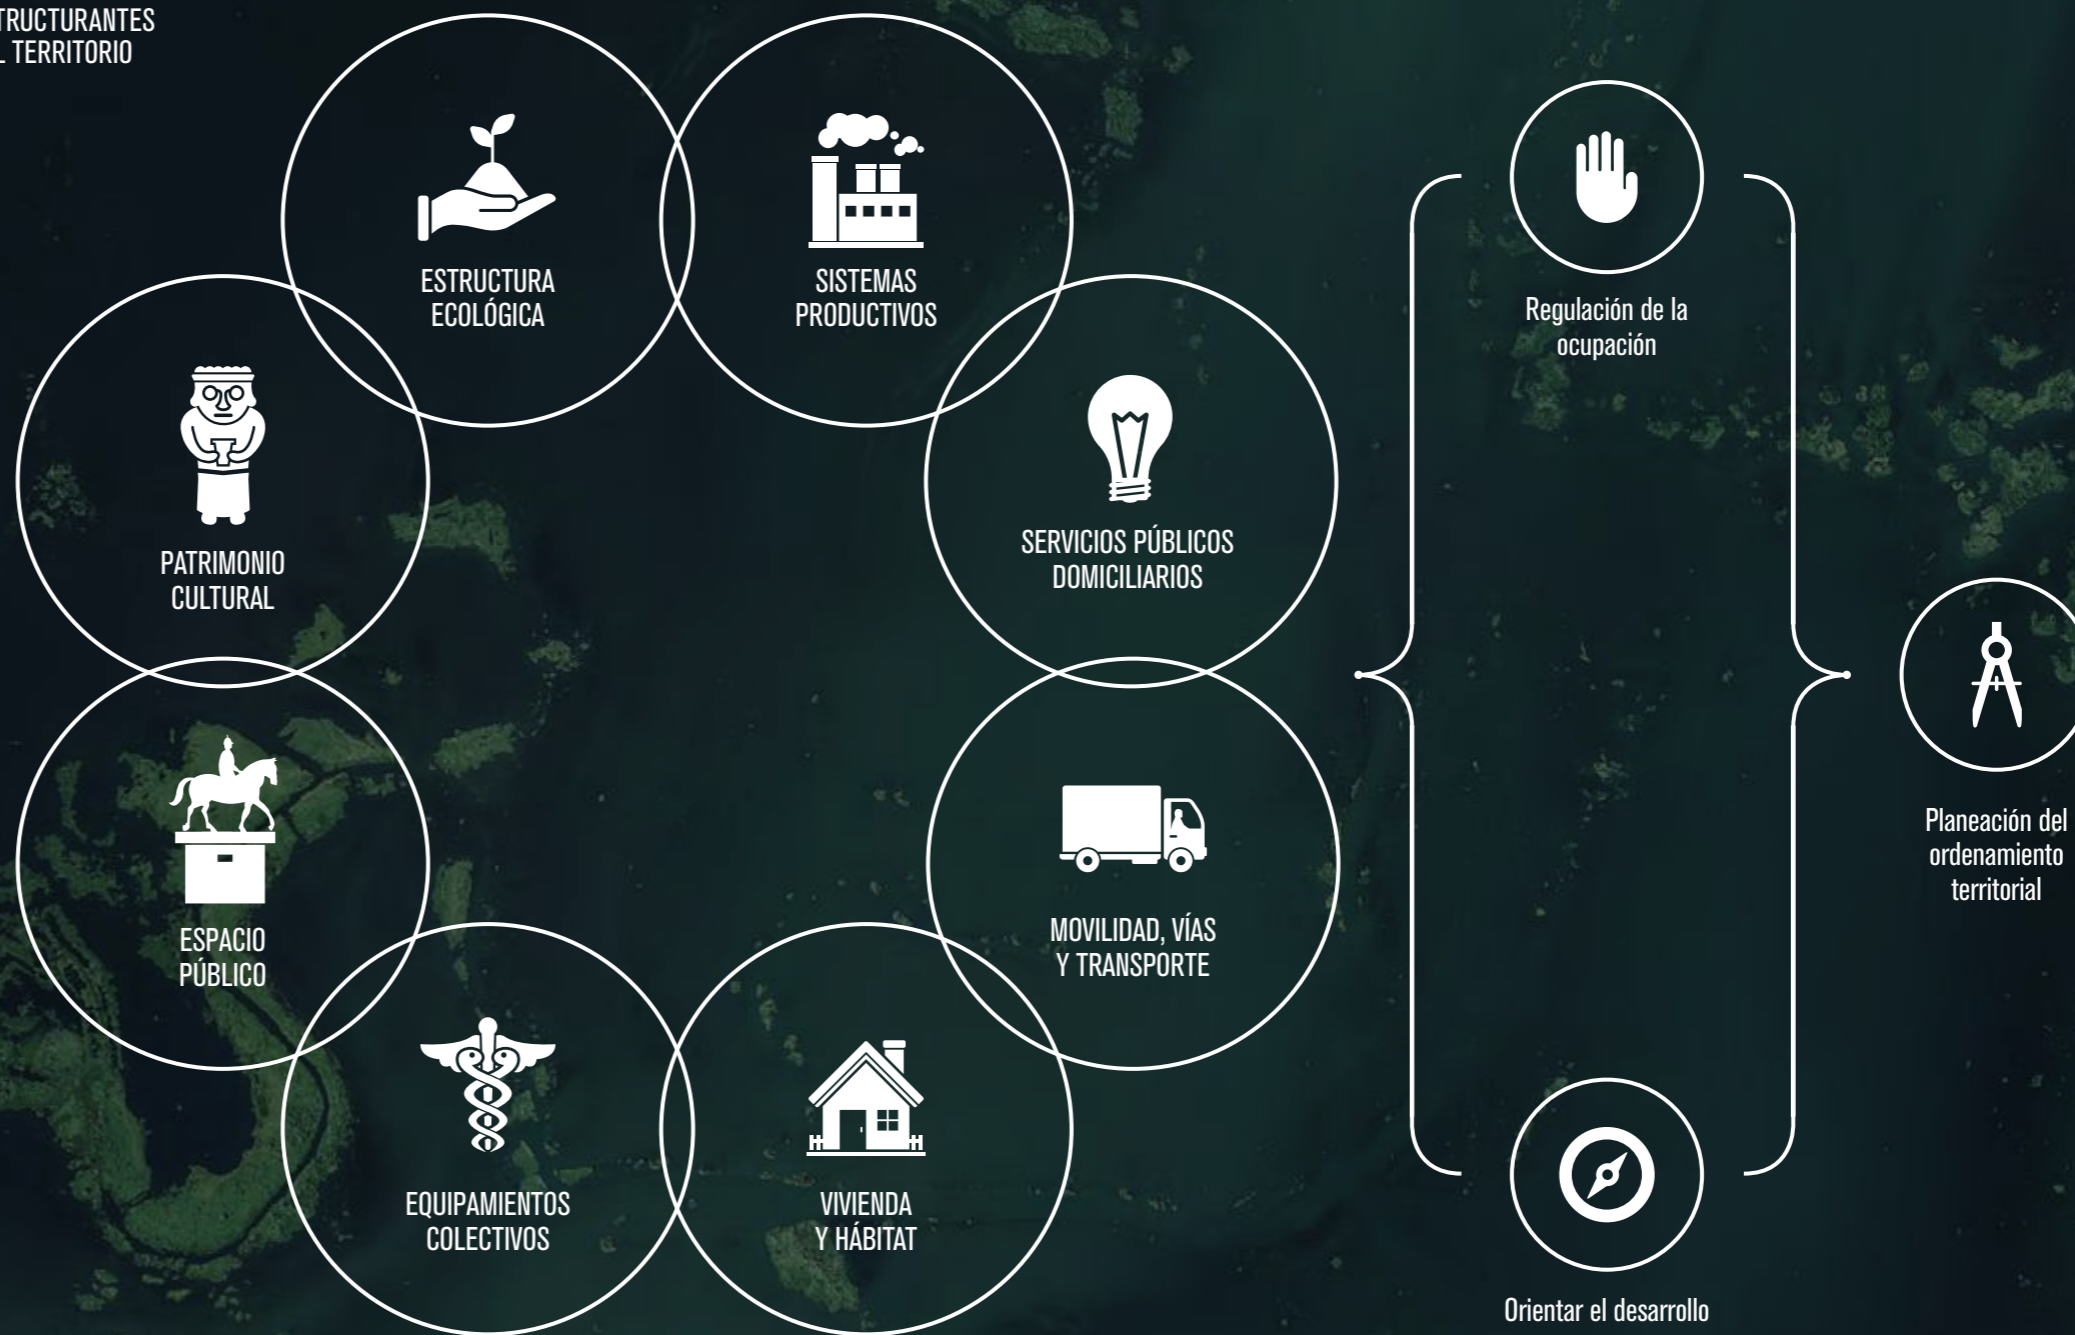 TRUCTURANTES
L TERRITORIO
ESTRUCTURA
ECOLÓGICA
SISTEMAS
PRODUCTIVOS
PATRIMONIO
CULTURAL
SERVICIOS PÚBLICOS
DOMICILIARIOS
ESPACIO
PÚBLICO
MOVILIDAD, VÍAS
Y TRANSPORTE
EQUIPAMIENTOS
COLECTIVOS
VIVIENDA
Y HÁBITAT
Regulación de la
ocupación
Orientar el desarrollo
Planeación del
ordenamiento
territorial